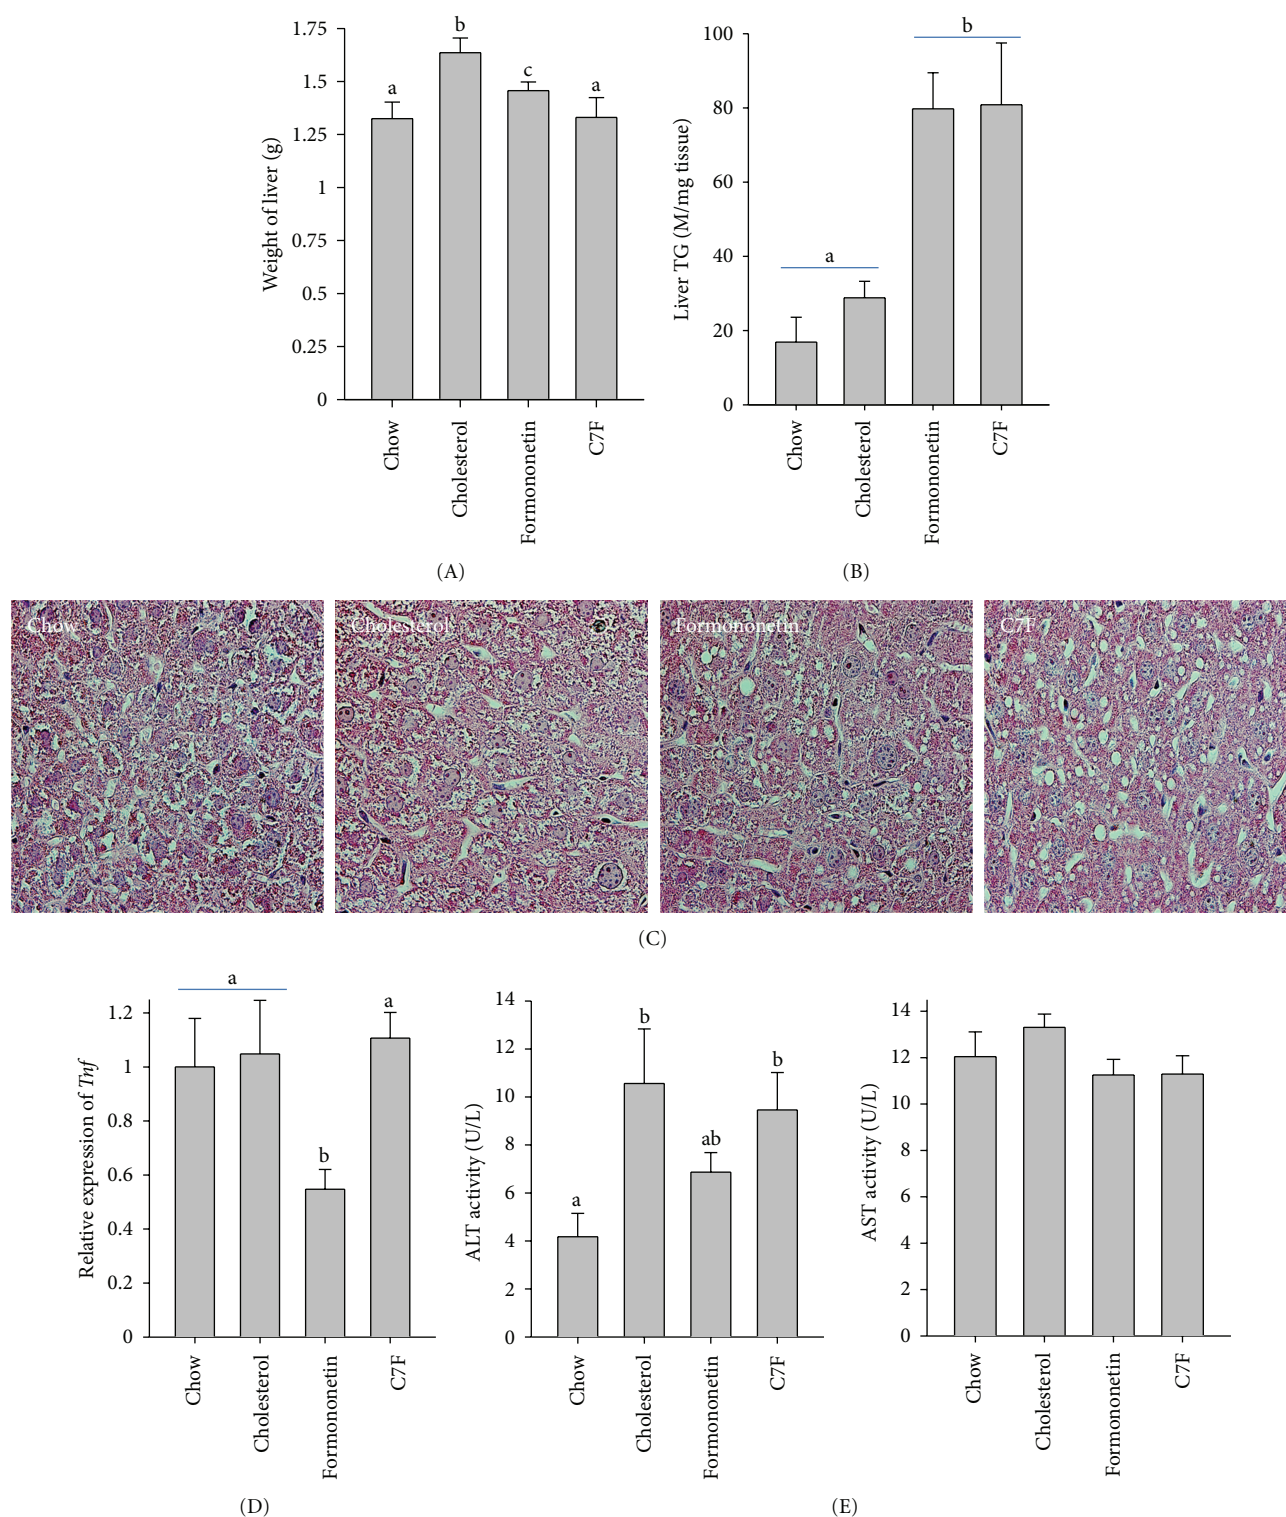 1.75
1.5
1.25
1
0.75
0.5
0.25
0
Weight of liver (g)
a
b
c
a
Chow
Cholesterol
Formononetin
C7F
(A)
100
80
60
40
20
0
Liver TG (M/mg tissue)
a
b
Chow
Cholesterol
Formononetin
C7F
(B)
Chow
Cholesterol
Formononetin
C7F
(C)
1.2
1
0.8
0.6
0.4
0.2
0
Relative expression of Tnf
a
b
a
Chow
Cholesterol
Formononetin
C7F
(D)
14
12
10
8
6
4
2
0
ALT activity (U/L)
a
b
ab
b
Chow
Cholesterol
Formononetin
C7F
14
12
10
8
6
4
2
0
AST activity (U/L)
Chow
Cholesterol
Formononetin
C7F
(E)